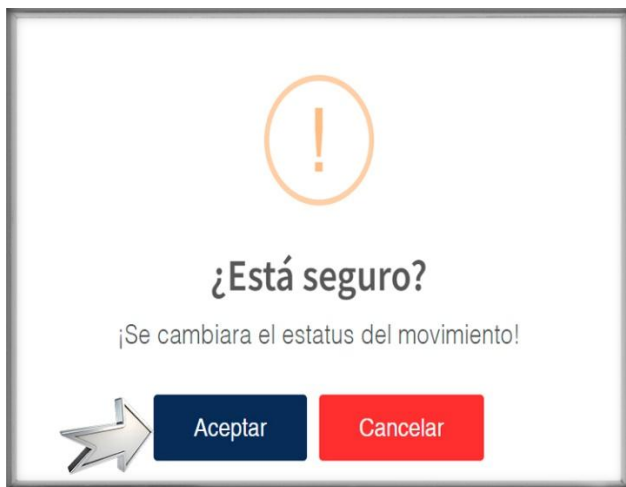 ¿Está seguro?
¡Se cambiara el estatus del movimiento!
Aceptar Cancelar